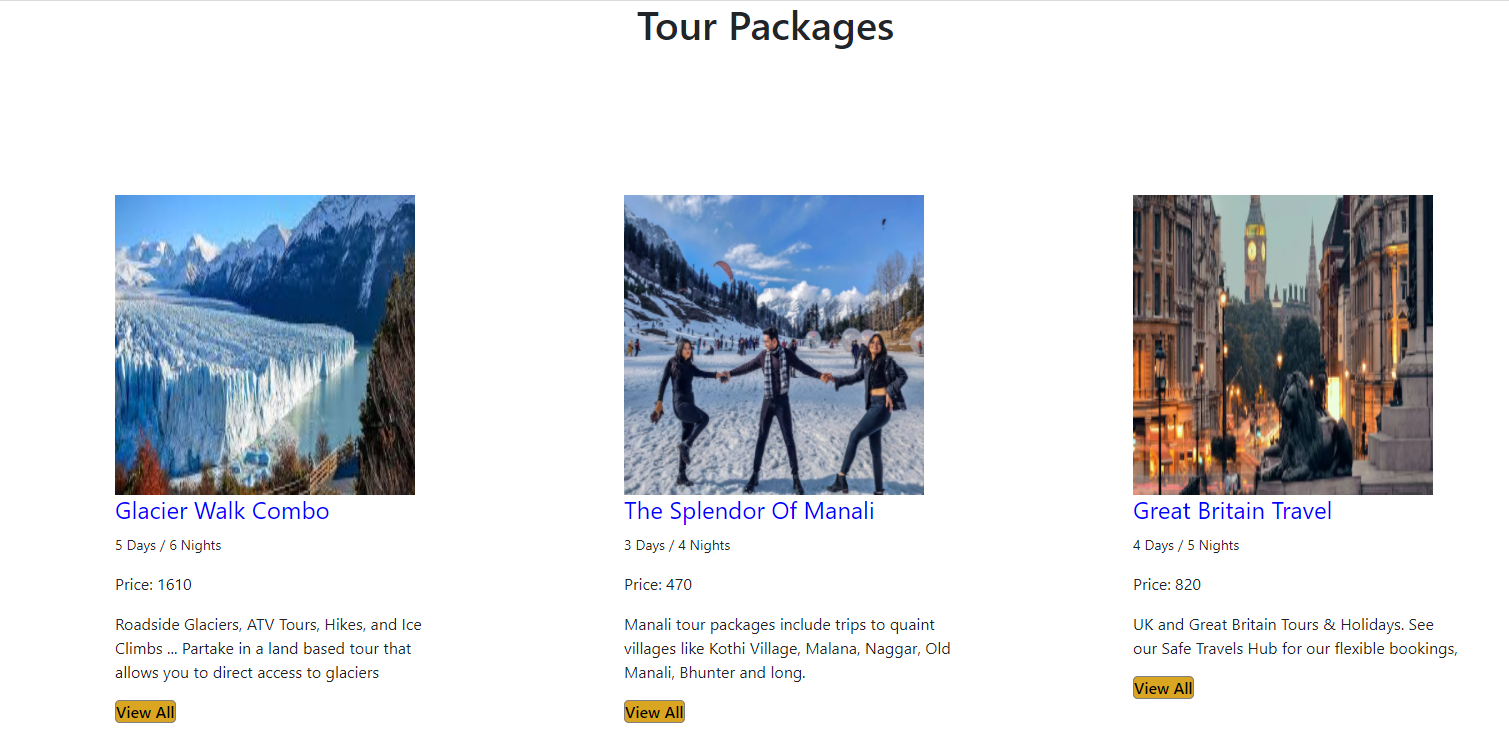 Tour Packages
Glacier Walk Combo
5 Days / 6 Nights
Price: 1610
Roadside Glaciers, ATV Tours, Hikes, and Ice
Climbs ... Partake in a land based tour that
allows you to direct access to glaciers
View All
The Splendor Of Manali
3 Days / 4 Nights
Price: 470
Manali tour packages include trips to quaint
villages like Kothi Village, Malana, Naggar, Old
Manali, Bhunter and long.
View All
Great Britain Travel
4 Days / 5 Nights
Price: 820
UK and Great Britain Tours & Holidays. See
our Safe Travels Hub for our flexible bookings,
View All